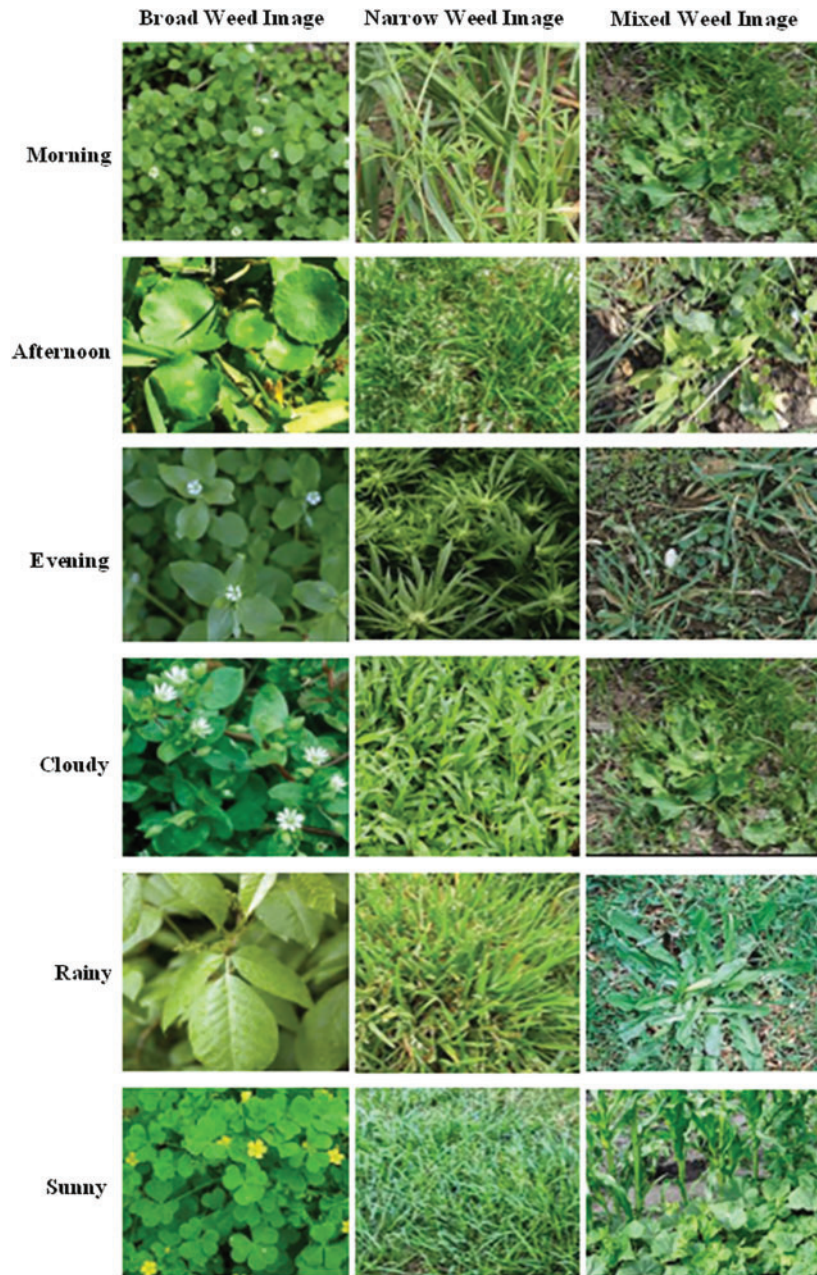 Broad Weed Image Narrow Weed Image Mixed Weed Image
Morning
Afternoon
Evening
Cloudy
Rainy
Sunny